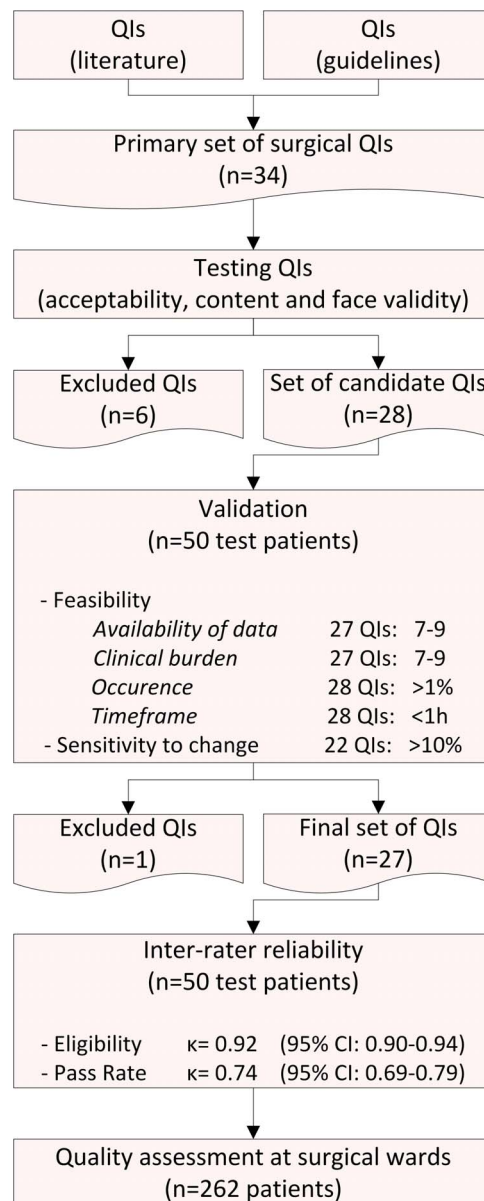 QIs
(literature)
QIs
(guidelines)
Primary set of surgical QIs
(n=34)
Testing QIs
(acceptability, content and face validity)
Excluded QIs
(n=6)
Set of candidate QIs
(n=28)
Validation
(n=50 test patients)
- Feasibility
Availability of data 27 QIs: 7-9
Clinical burden 27 QIs: 7-9
Occurence 28 QIs: >1%
Timeframe 28 QIs: <1h
- Sensitivity to change 22 QIs: >10%
Excluded QIs
(n=1)
Final set of QIs
(n=27)
Inter-rater reliability
(n=50 test patients)
- Eligibility κ= 0.92 (95% CI: 0.90-0.94)
- Pass Rate κ= 0.74 (95% CI: 0.69-0.79)
Quality assessment at surgical wards
(n=262 patients)